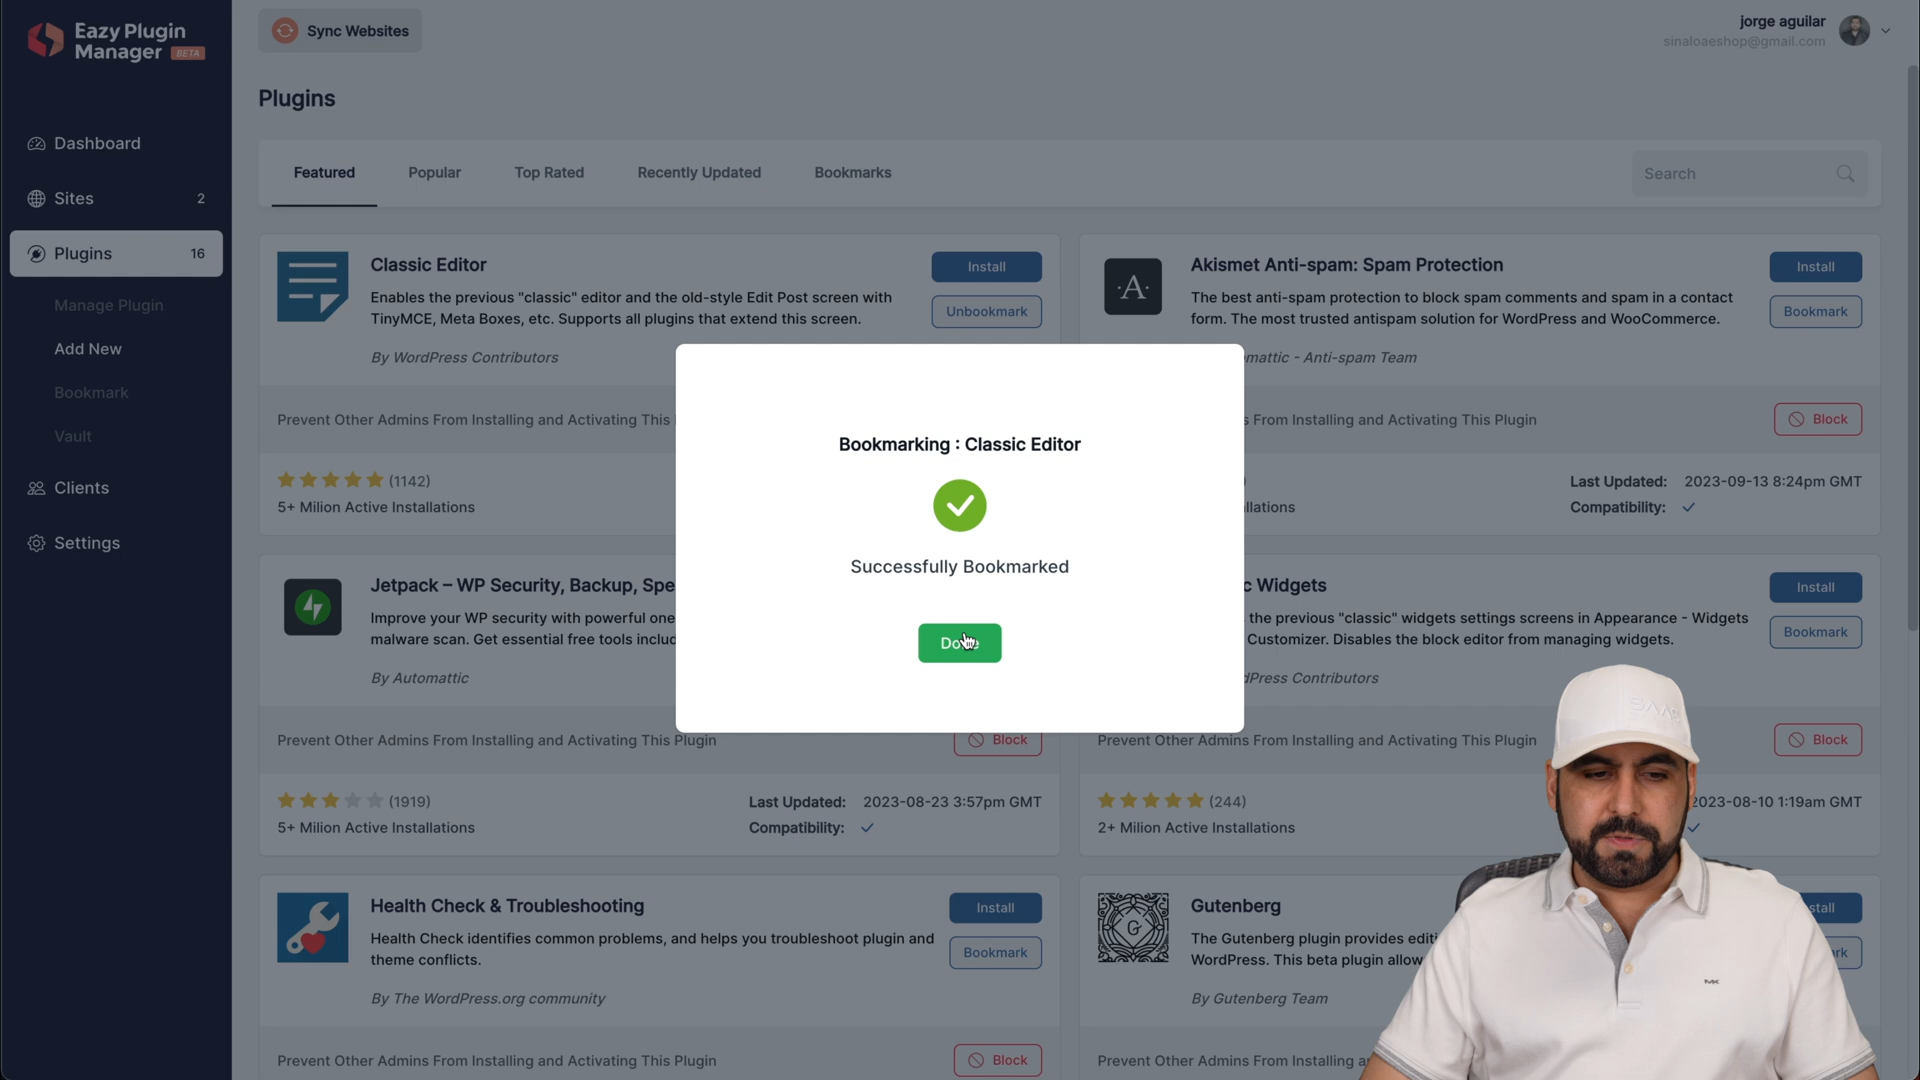 Eazy Plugin
Manager BETA
Sync Websites
jorge aguilar
sinaloaeshop@gmail.com
Plugins
Dashboard
Sites 2
Plugins 16
Manage Plugin
Add New
Bookmark
Vault
Clients
Settings
Featured Popular Top Rated Recently Updated Bookmarks Search
Classic Editor
Install
Enables the previous "classic" editor and the old-style Edit Post screen with
TinyMCE, Meta Boxes, etc. Supports all plugins that extend this screen.
Unbookmark
By WordPress Contributors
Prevent Other Admins From Installing and Activating This
(1142)
5+ Milion Active Installations
Akismet Anti-spam: Spam Protection
Install
The best anti-spam protection to block spam comments and spam in a contact
form. The most trusted antispam solution for WordPress and WooCommerce.
Bookmark
mattic - Anti-spam Team
From Installing and Activating This Plugin
Block
Last Updated: 2023-09-13 8:24pm GMT
llations
Compatibility:
Bookmarking : Classic Editor
Successfully Bookmarked
Jetpack – WP Security, Backup, Spe
Improve your WP security with powerful one
malware scan. Get essential free tools includ
By Automattic
Prevent Other Admins From Installing and Activating This Plugin
Block
(1919)
Last Updated: 2023-08-23 3:57pm GMT
5+ Milion Active Installations
Compatibility:
c Widgets
Install
the previous "classic" widgets settings screens in Appearance - Widgets
Customizer. Disables the block editor from managing widgets.
Bookmark
dPress Contributors
Prevent Other Admins From Installing and Activating This Plugin
Block
(244)
2023-08-10 1:19am GMT
2+ Milion Active Installations
Health Check & Troubleshooting
Install
Health Check identifies common problems, and helps you troubleshoot plugin and
theme conflicts.
Bookmark
By The WordPress.org community
Prevent Other Admins From Installing and Activating This Plugin
Block
Gutenberg
stall
The Gutenberg plugin provides editi
WordPress. This beta plugin allow
rk
By Gutenberg Team
Prevent Other Admins From Installing a